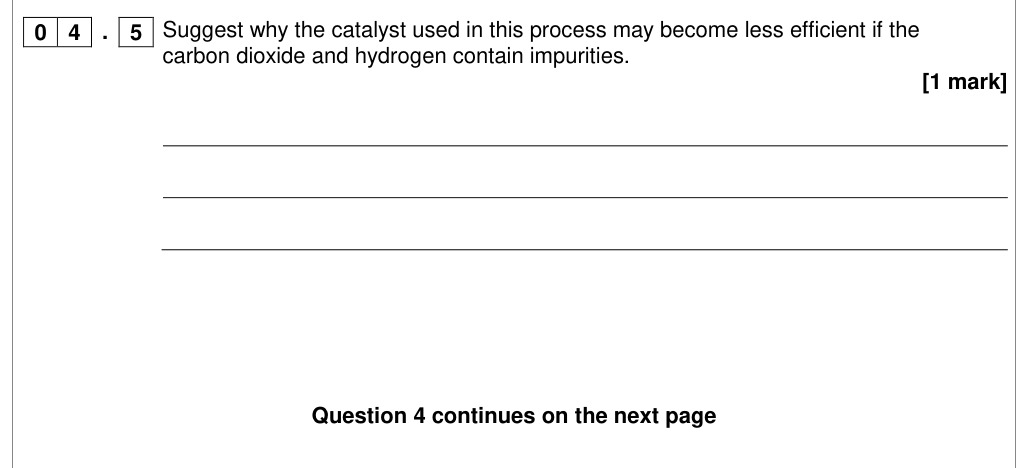 0 4 . 5 Suggest why the catalyst used in this process may become less efficient if the
carbon dioxide and hydrogen contain impurities.
[1 mark]
Question 4 continues on the next page